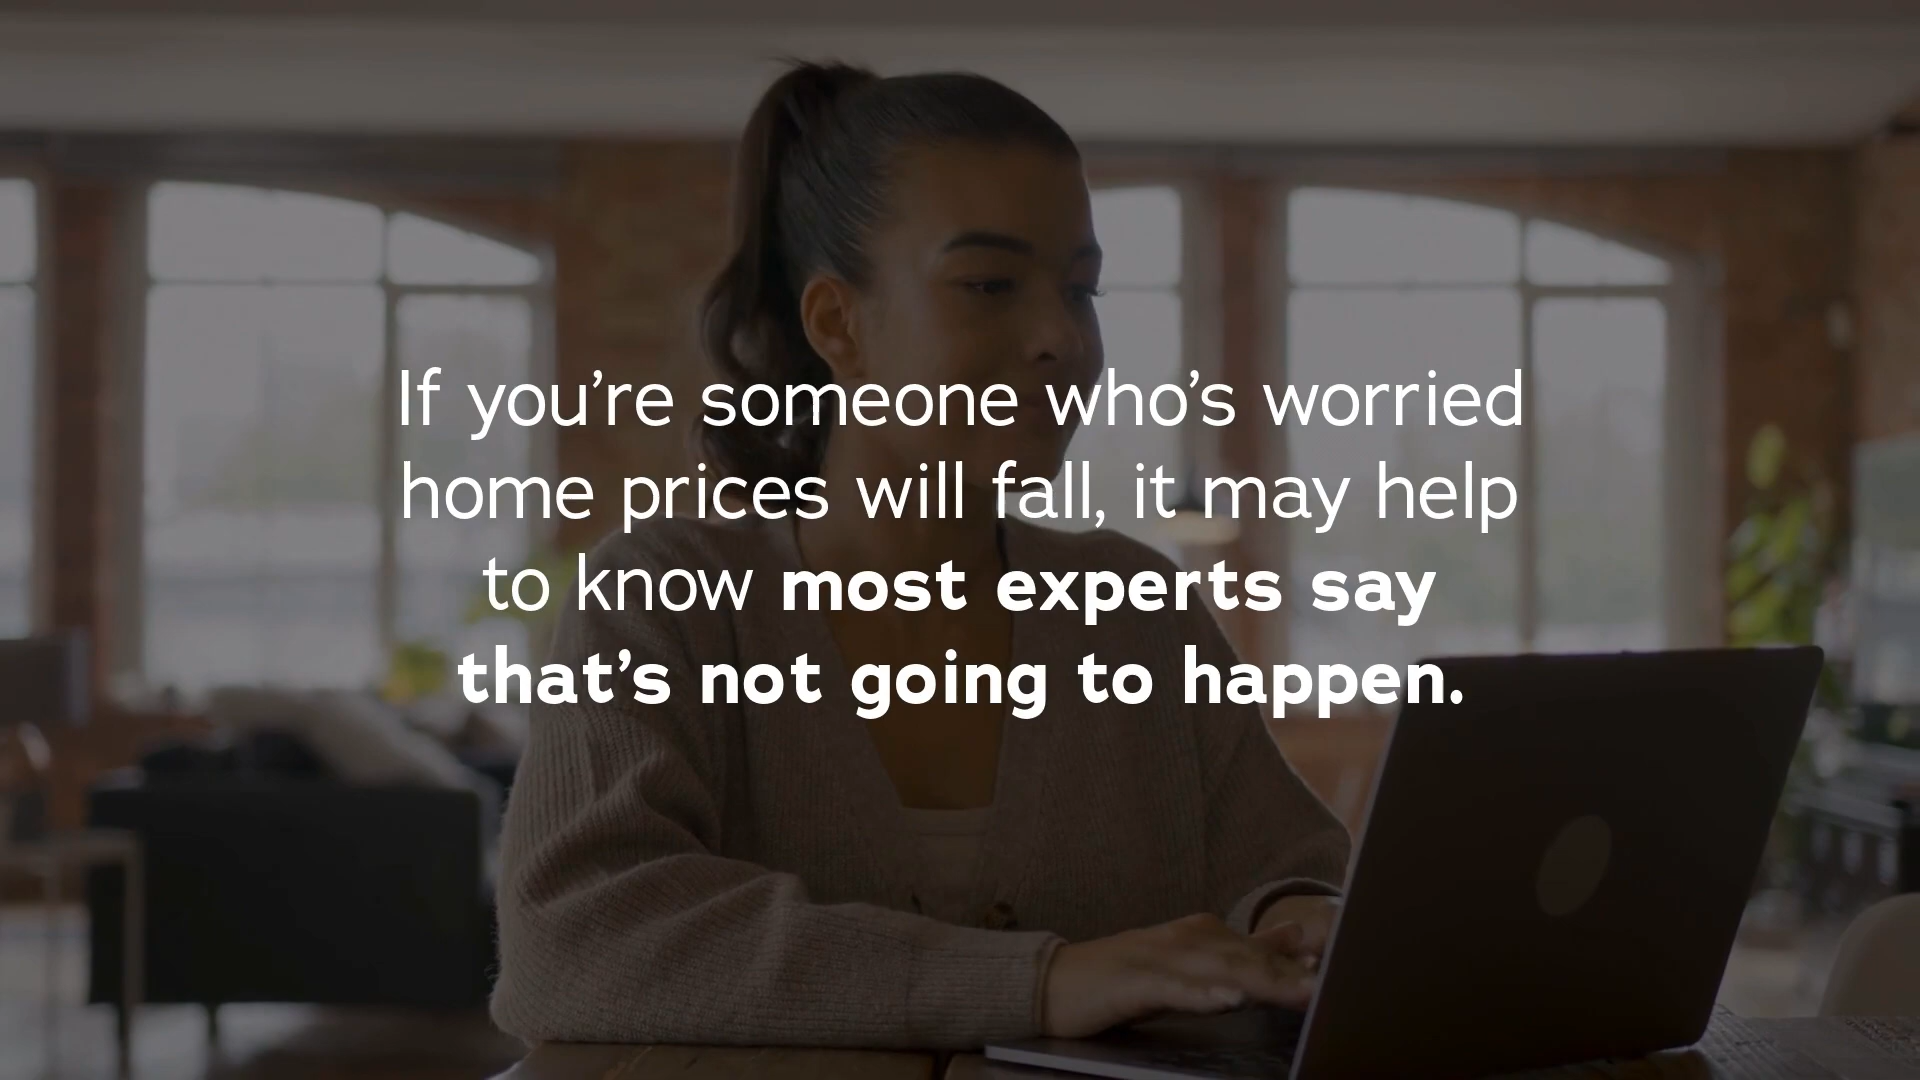 If you’re someone who’s worried
home prices will fall, it may help
to know most experts say
that’s not going to happen.